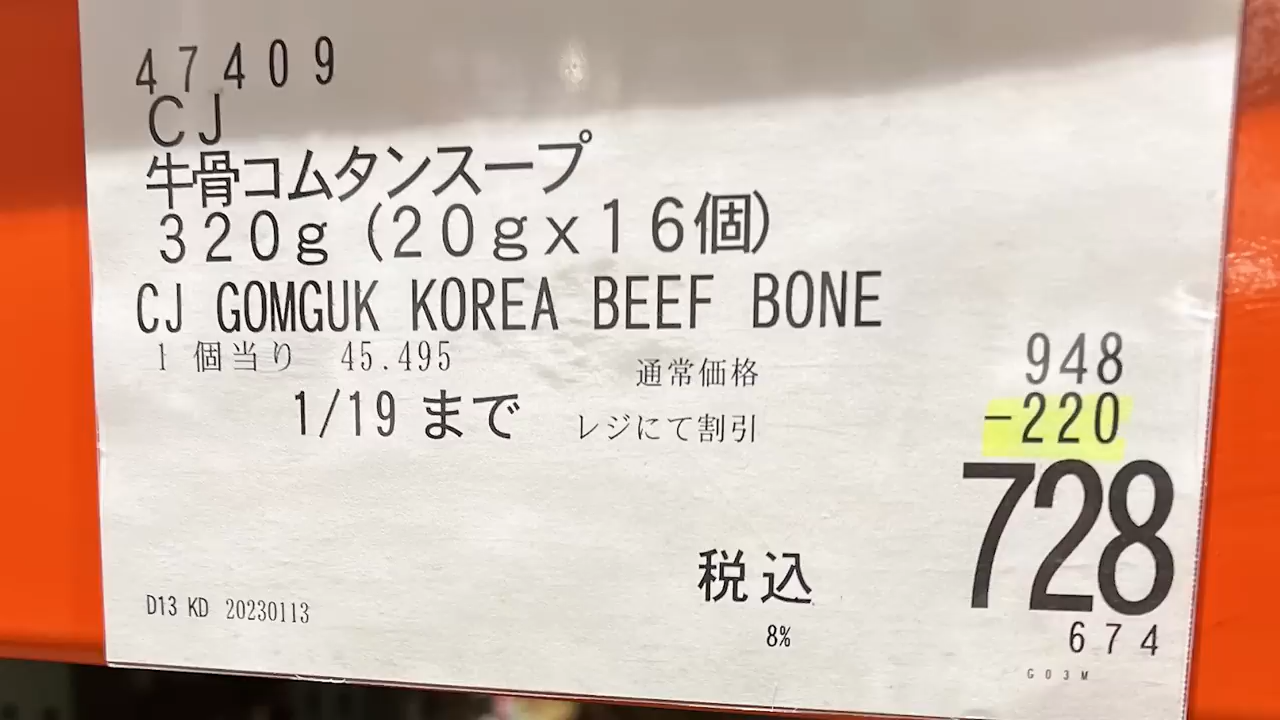 47409
CJ
牛骨コムタンスープ
320g (20gx16個)
CJ GOMGUK KOREA BEEF BONE
1個当り 45.495
通常価格 948
1/19 まで
レジにて割引 -220
728
税込
8%
674
D13 KD 20230113
G03M